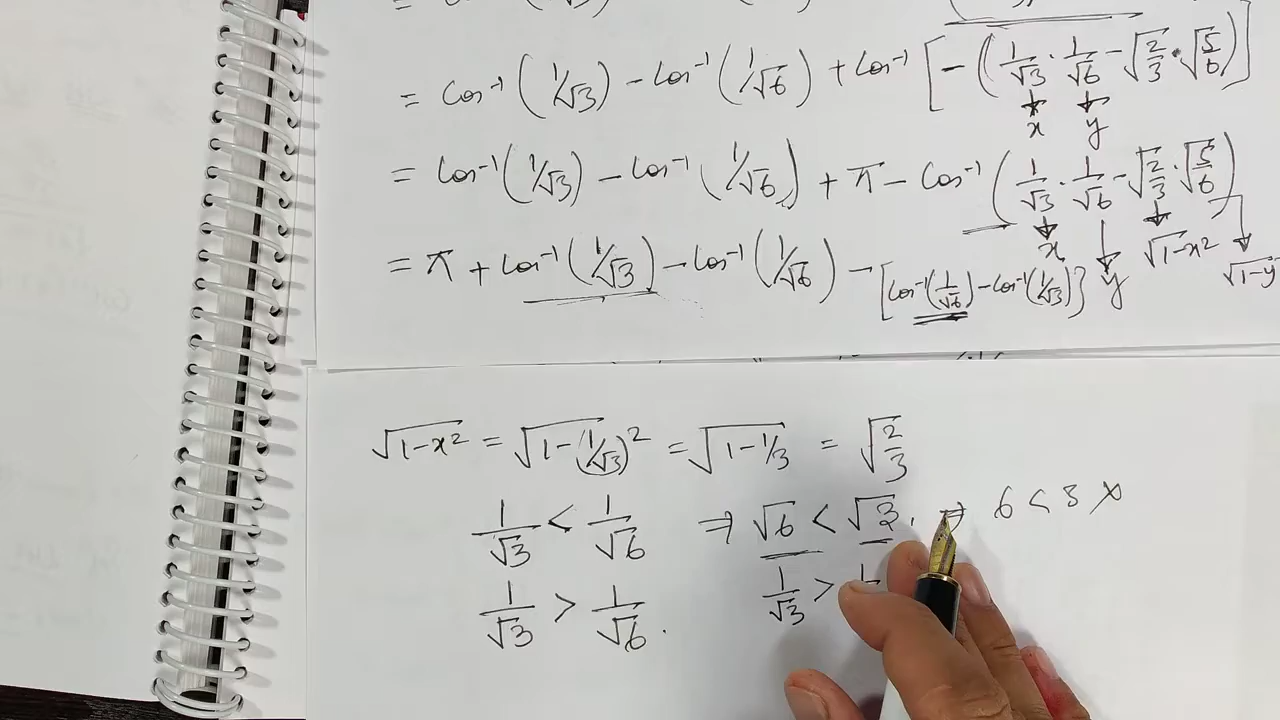 = Cos⁻¹ (1/√3) − Cos⁻¹ (1/√6) + Cos⁻¹ [ − ( 1/√3 · 1/√6 − √(2/3) · √(5/6) ) ]
x y
= Cos⁻¹ (1/√3) − Cos⁻¹ (1/√6) + π − Cos⁻¹ ( 1/√3 · 1/√6 − √(2/3) · √(5/6) )
x y √1−x² √1−y
= π + Cos⁻¹ (1/√3) − Cos⁻¹ (1/√6) − [Cos⁻¹(1/√6) − Cos⁻¹(1/√3)]
√1−x² = √1−(1/√3)² = √1−1/3 = √(2/3)
1/√3 < 1/√6 ⇒ √6 < √3. ⇒ 6 < 3 x
1/√3 > 1/√6. 1/√3 >